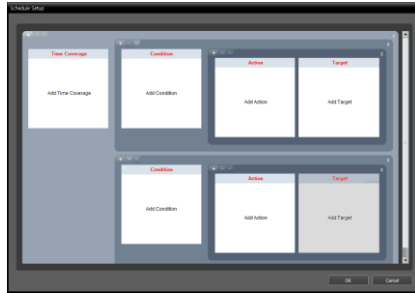 Schedule Setup
Time Coverage
Condition
Action
Target
Add Time Coverage
Add Condition
Add Action
Add Target
Condition
Action
Target
Add Condition
Add Action
Add Target
OK
Cancel